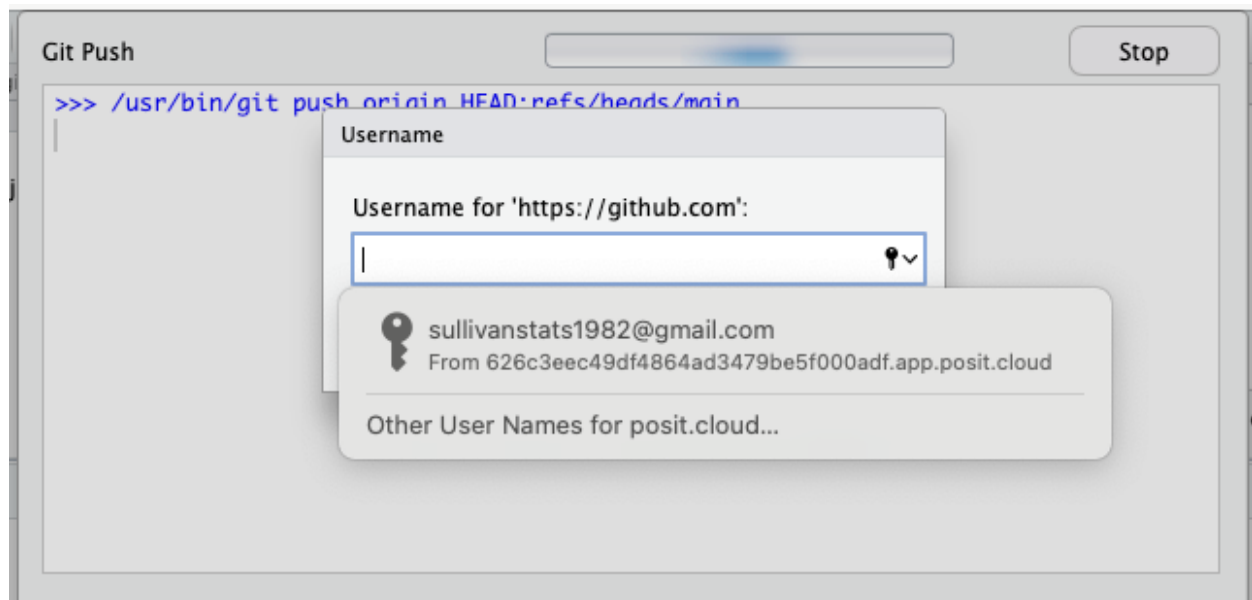 Git Push
Stop
>>> /usr/bin/git push origin HEAD:refs/heads/main
Username
Username for 'https://github.com':
sullivanstats1982@gmail.com
From 626c3eec49df4864ad3479be5f000adf.app.posit.cloud
Other User Names for posit.cloud...